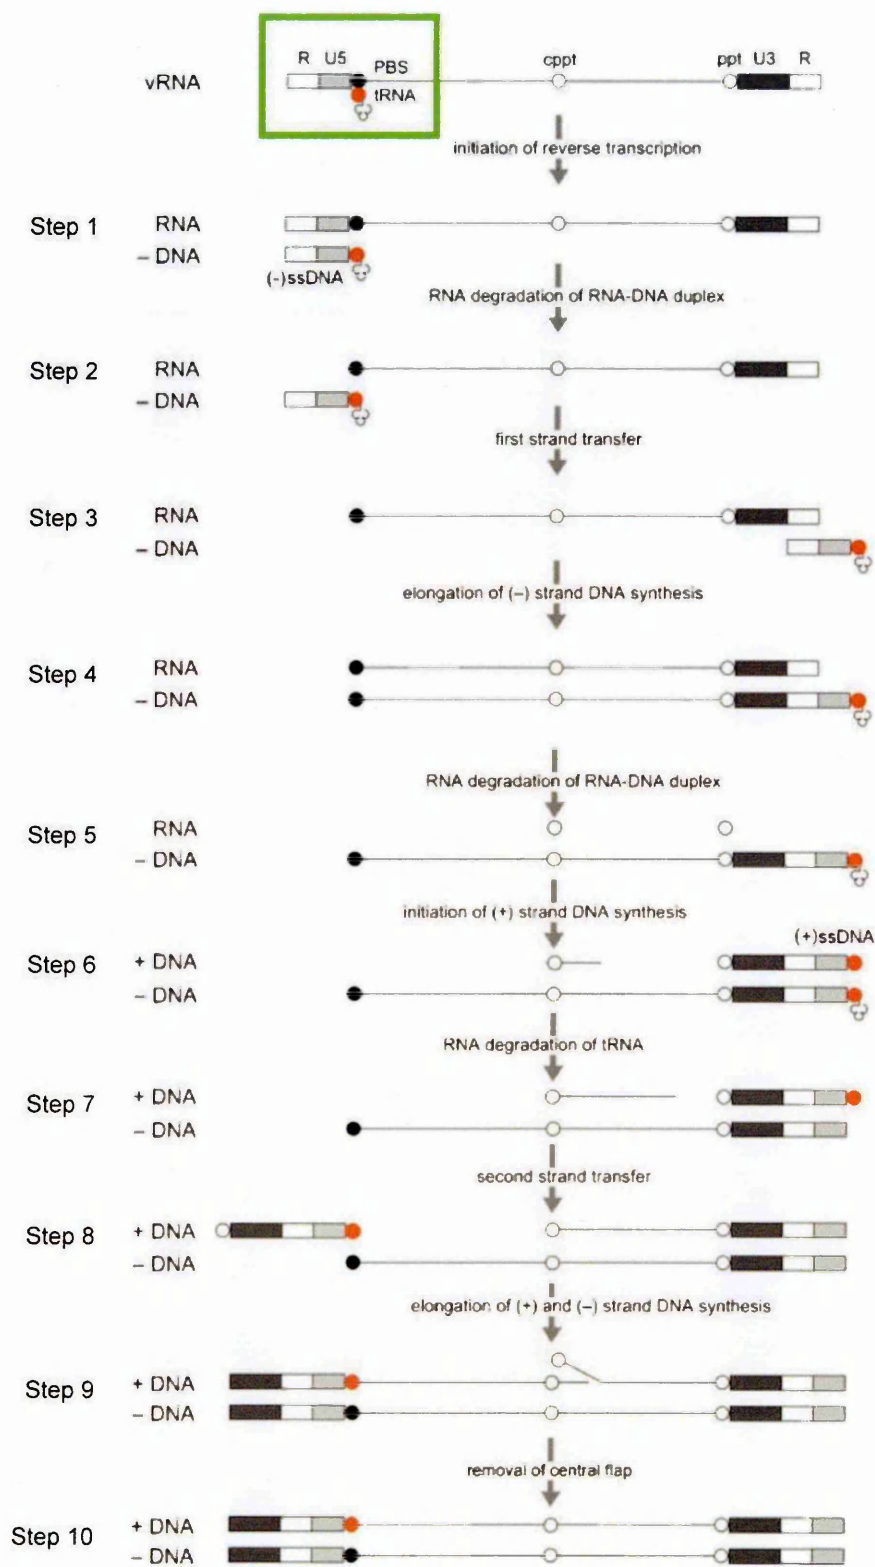 R U5 PBS cppt ppt U3 R
vRNA
tRNA
initiation of reverse transcription
Step 1 RNA
– DNA
(-)ssDNA
RNA degradation of RNA-DNA duplex
Step 2 RNA
– DNA
first strand transfer
Step 3 RNA
– DNA
elongation of (–) strand DNA synthesis
Step 4 RNA
– DNA
RNA degradation of RNA-DNA duplex
Step 5 RNA
– DNA
initiation of (+) strand DNA synthesis
(+)ssDNA
Step 6 + DNA
– DNA
RNA degradation of tRNA
Step 7 + DNA
– DNA
second strand transfer
Step 8 + DNA
– DNA
elongation of (+) and (–) strand DNA synthesis
Step 9 + DNA
– DNA
removal of central flap
Step 10 + DNA
– DNA